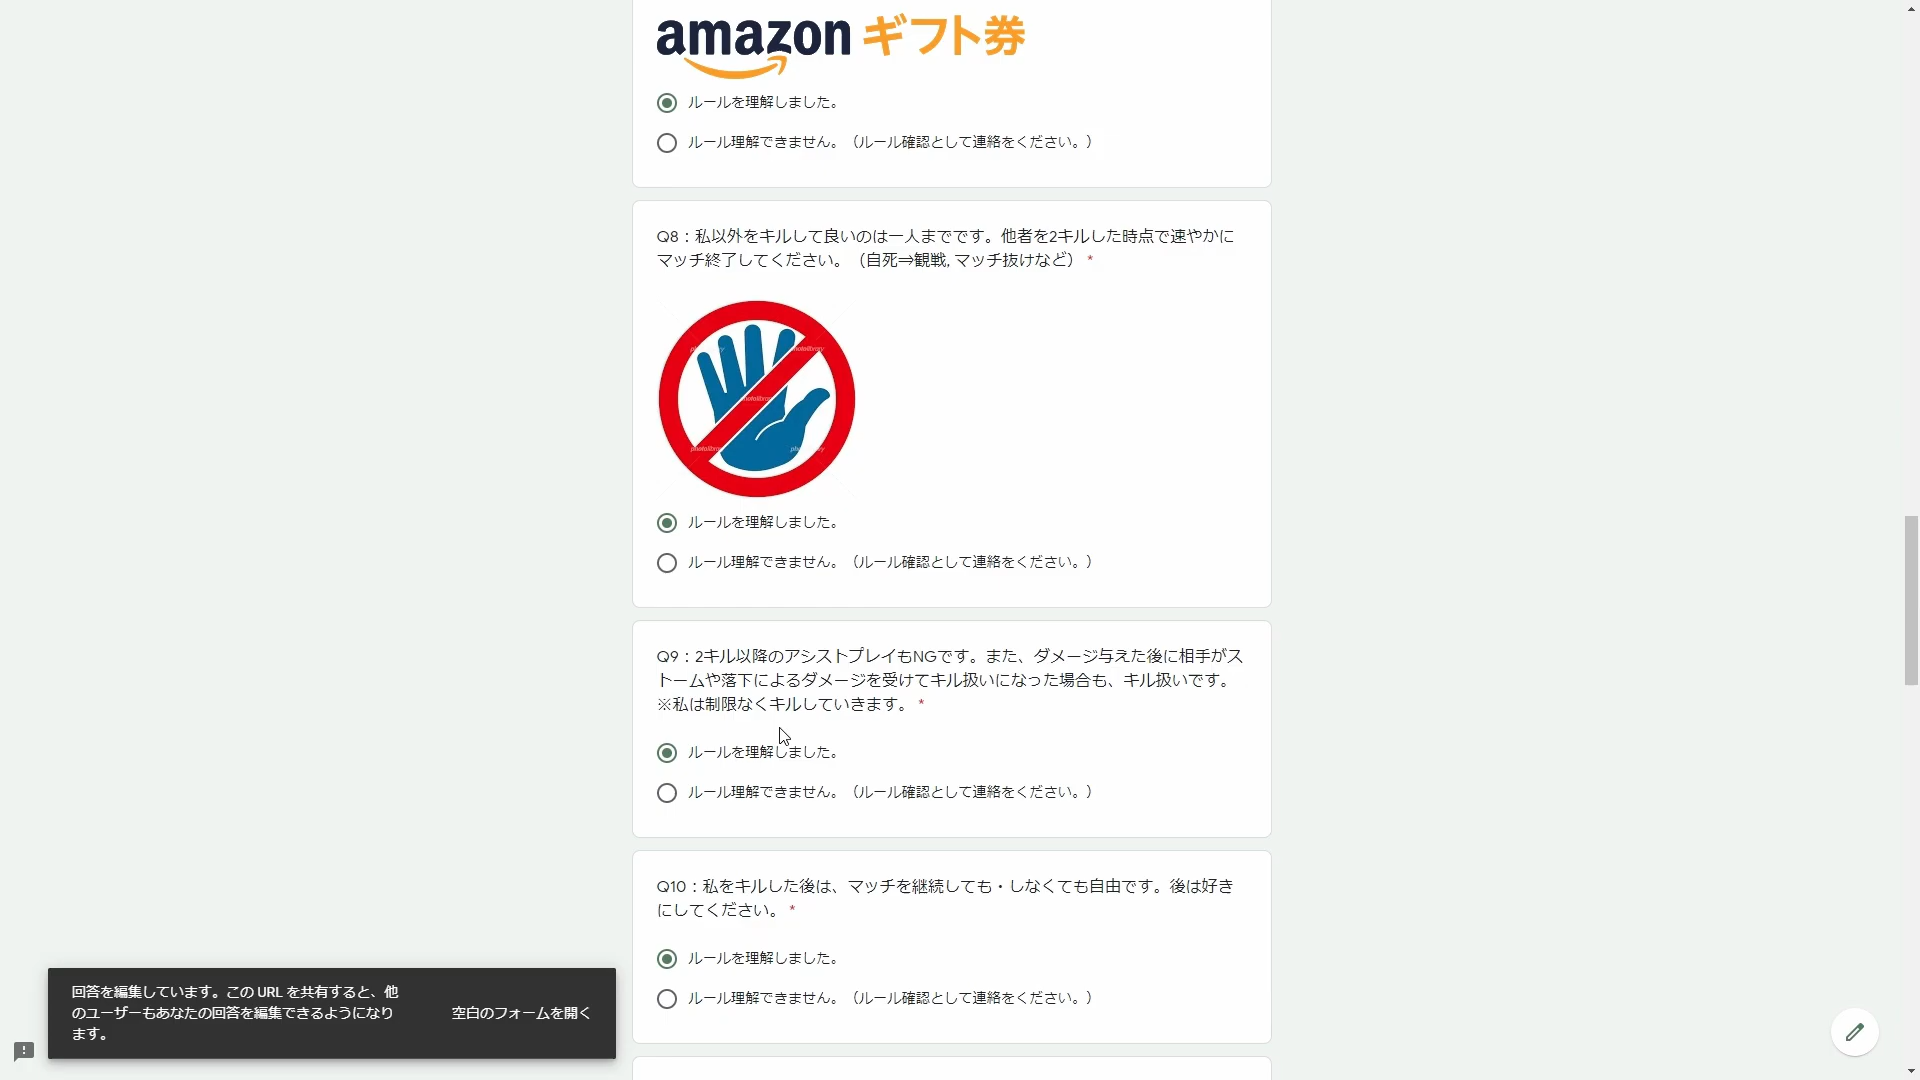 amazon ギフト券
ルールを理解しました。
ルール理解できません。（ルール確認として連絡をください。）
Q8：私以外をキルして良いのは一人までです。他者を2キルした時点で速やかに
マッチ終了してください。（自死⇒観戦, マッチ抜けなど） *
photolibrary
ルールを理解しました。
ルール理解できません。（ルール確認として連絡をください。）
Q9：2キル以降のアシストプレイもNGです。また、ダメージ与えた後に相手がス
トームや落下によるダメージを受けてキル扱いになった場合も、キル扱いです。
※私は制限なくキルしていきます。 *
ルールを理解しました。
ルール理解できません。（ルール確認として連絡をください。）
Q10：私をキルした後は、マッチを継続しても・しなくても自由です。後は好き
にしてください。 *
ルールを理解しました。
ルール理解できません。（ルール確認として連絡をください。）
回答を編集しています。この URL を共有すると、他
のユーザーもあなたの回答を編集できるようになり
ます。
空白のフォームを開く